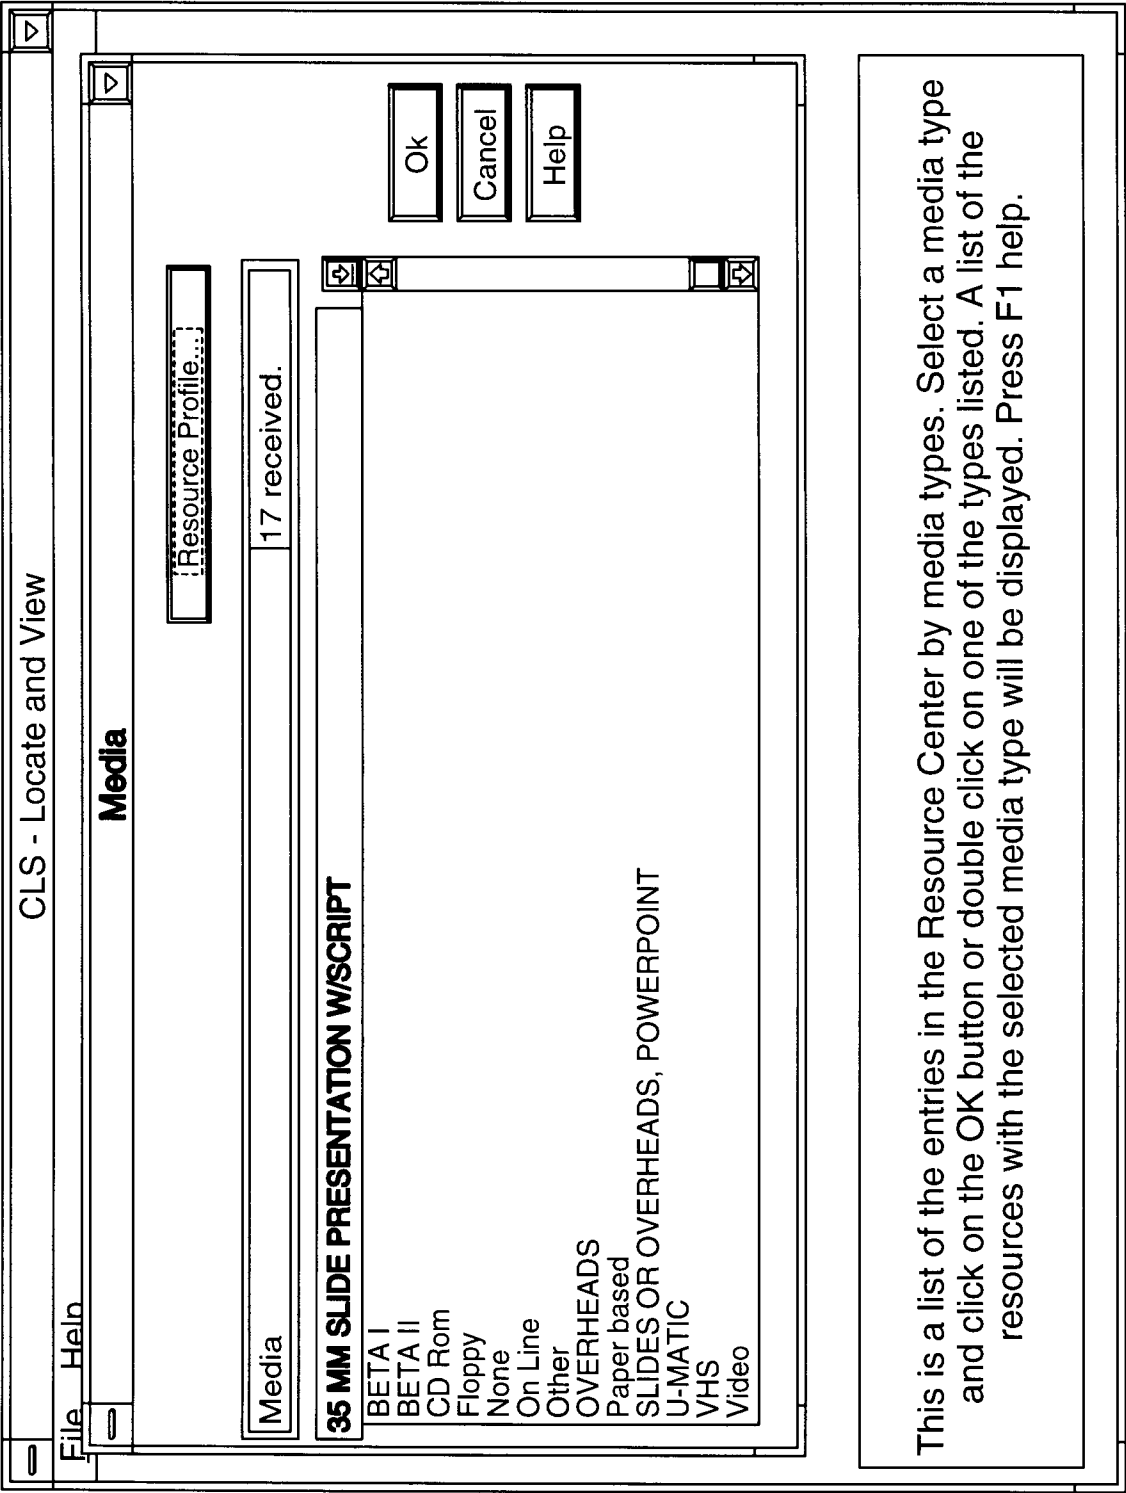 CLS - Locate and View
File Help
Media
Resource Profile...
Media 17 received.
35 MM SLIDE PRESENTATION W/SCRIPT
BETA I
BETA II
CD Rom
Floppy
None
On Line
Other
OVERHEADS
Paper based
SLIDES OR OVERHEADS, POWERPOINT
U-MATIC
VHS
Video
Ok
Cancel
Help
This is a list of the entries in the Resource Center by media types. Select a media type
and click on the OK button or double click on one of the types listed. A list of the
resources with the selected media type will be displayed. Press F1 help.